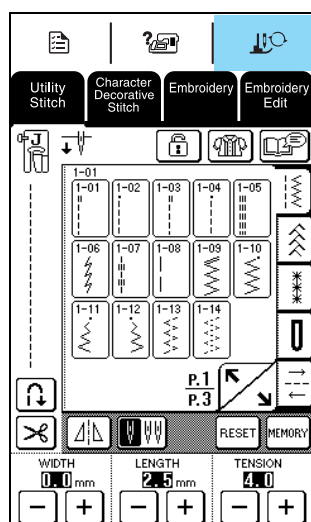 ?
Utility Stitch
Character Decorative Stitch
Embroidery
Embroidery Edit
J
1-01
1-01 1-02 1-03 1-04 1-05
1-06 1-07 1-08 1-09 1-10
1-11 1-12 1-13 1-14
P.1
P.3
RESET MEMORY
WIDTH LENGTH TENSION
0.0 mm 2.5 mm 4.0
− + − + − +